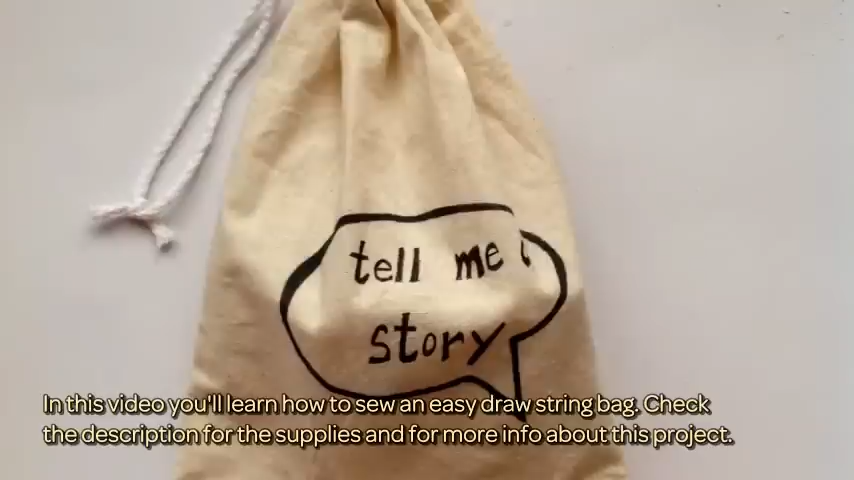 tell me
story
In this video you'll learn how to sew an easy draw string bag. Check
the description for the supplies and for more info about this project.